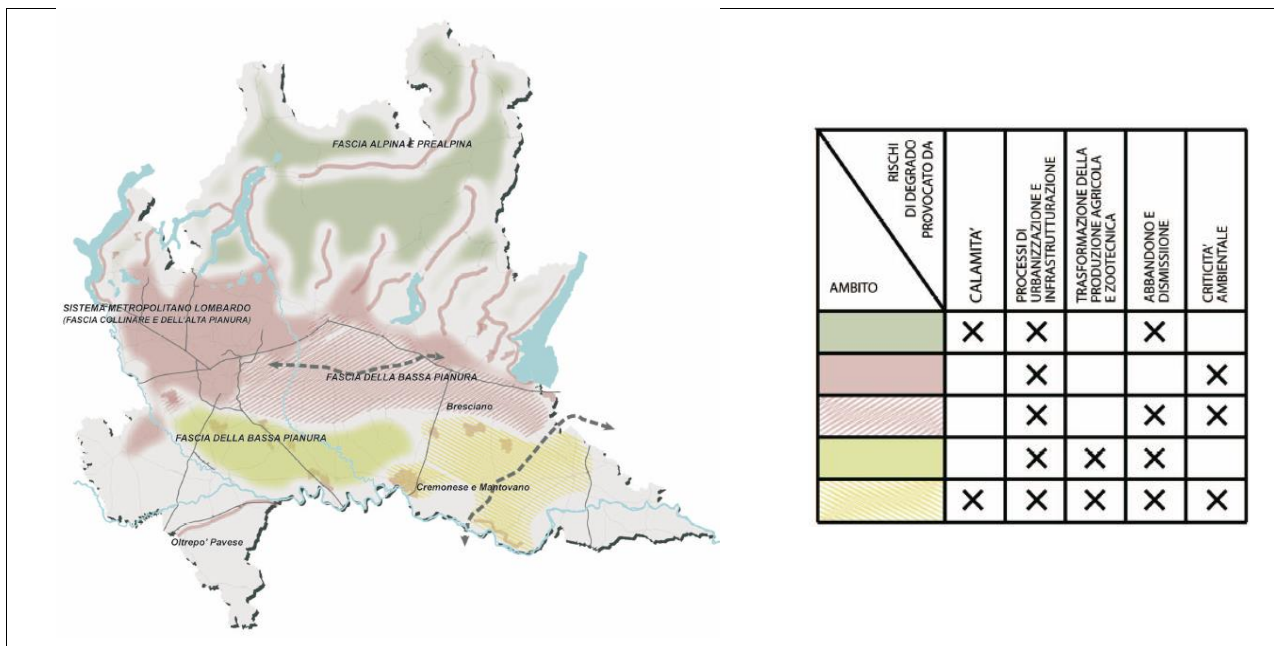 FASCIA ALPINA E PREALPINA
SISTEMA METROPOLITANO LOMBARDO
(FASCIA COLLINARE E DELL'ALTA PIANURA)
FASCIA DELLA BASSA PIANURA
Bresciano
FASCIA DELLA BASSA PIANURA
Cremonese e Mantovano
Oltrepo' Pavese
RISCHI
DI DEGRADO
PROVOCATO DA
AMBITO
CALAMITA'
PROCESSI DI
URBANIZZAZIONE E
INFRASTRUTTURAZIONE
TRASFORMAZIONE DELLA
PRODUZIONE AGRICOLA
E ZOOTECNICA
ABBANDONO E
DISMISSIIONE
CRITICITA'
AMBIENTALE
X X X
X X
X X X
X X X
X X X X X